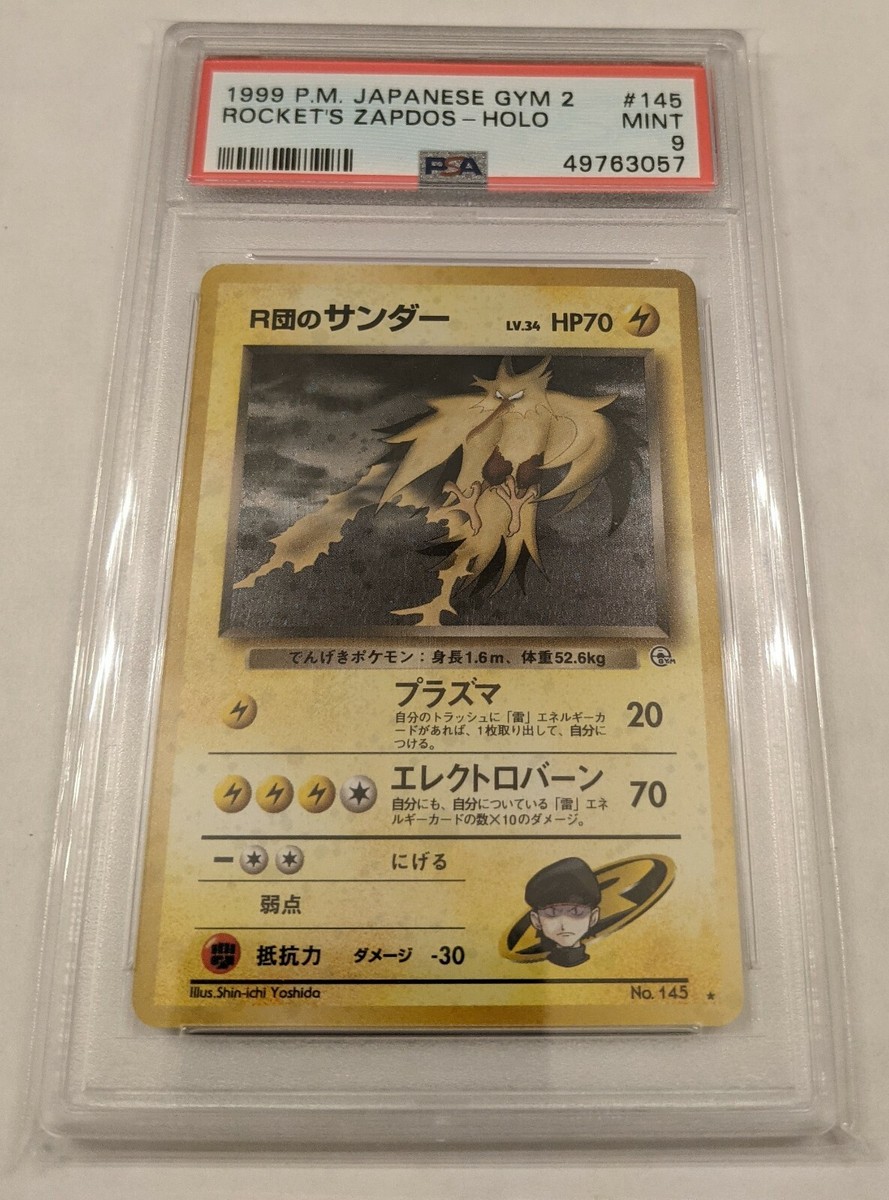 1999 P.M. JAPANESE GYM 2 #145
ROCKET'S ZAPDOS - HOLO MINT
9
PSA 49763057
R団のサンダー LV.34 HP70
でんげきポケモン：身長1.6m、体重52.6kg
GYM
プラズマ 20
自分のトラッシュに「雷」エネルギーカ
ードがあれば、1枚取り出して、自分に
つける。
エレクトロバーン 70
自分にも、自分についている「雷」エネ
ルギーカードの数×10のダメージ。
にげる
弱点
抵抗力 ダメージ -30
Illus.Shin-ichi Yoshida No. 145 ★